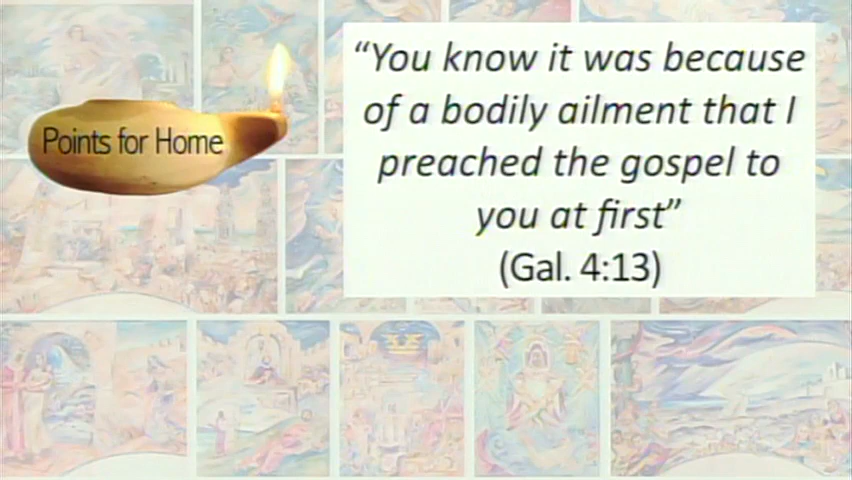 Points for Home
“You know it was because
of a bodily ailment that I
preached the gospel to
you at first”
(Gal. 4:13)